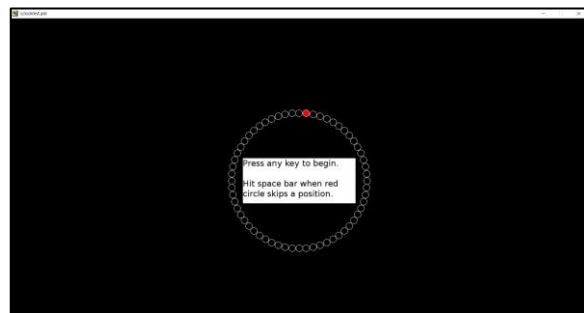 Press any key to begin.
Hit space bar when red
circle skips a position.